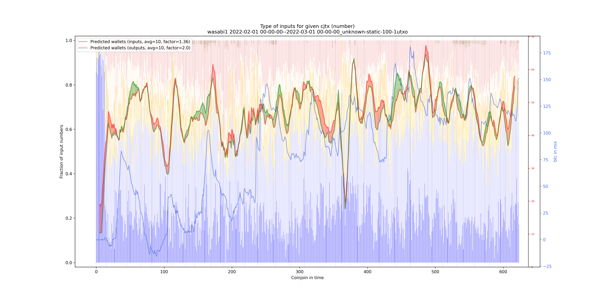 Type of inputs for given cjtx (number)
wasabi1 2022-02-01 00-00-00--2022-03-01 00-00-00_unknown-static-100-1utxo
Predicted wallets (inputs, avg=10, factor=1.36)
Predicted wallets (outputs, avg=10, factor=2.0)
Fraction of input numbers
1.0
0.8
0.6
0.4
0.2
0.0
0 100 200 300 400 500 600
Coinjoin in time
175
150
125
100
75
50
25
0
−25
btc in mix